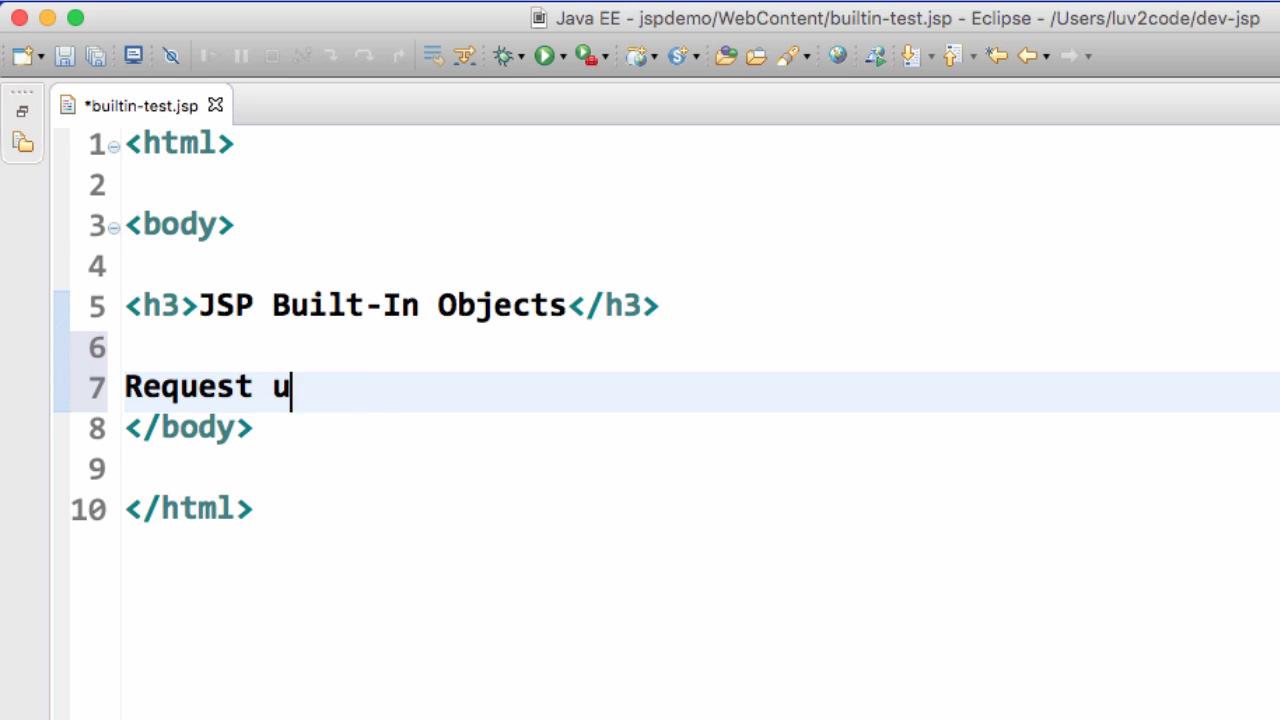 Java EE - jspdemo/WebContent/builtin-test.jsp - Eclipse - /Users/luv2code/dev-jsp
*builtin-test.jsp
1 <html>
2
3 <body>
4
5 <h3>JSP Built-In Objects</h3>
6
7 Request u
8 </body>
9
10 </html>